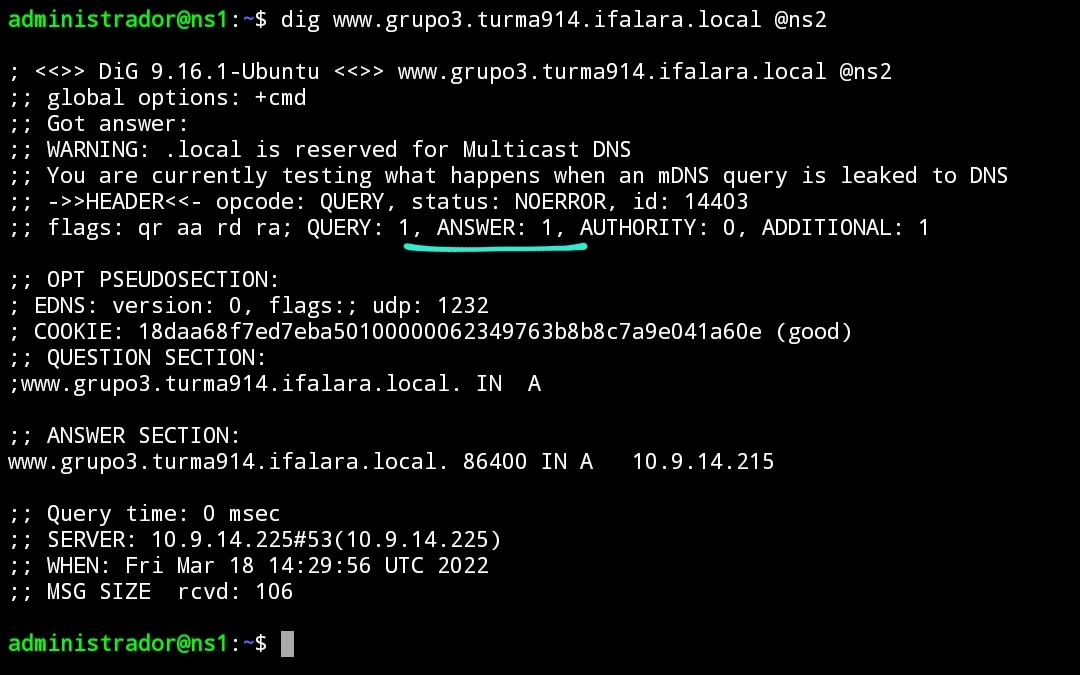 administrador@ns1:~$ dig www.grupo3.turma914.ifalara.local @ns2
; <<>> DiG 9.16.1-Ubuntu <<>> www.grupo3.turma914.ifalara.local @ns2
;; global options: +cmd
;; Got answer:
;; WARNING: .local is reserved for Multicast DNS
;; You are currently testing what happens when an mDNS query is leaked to DNS
;; ->>HEADER<<- opcode: QUERY, status: NOERROR, id: 14403
;; flags: qr aa rd ra; QUERY: 1, ANSWER: 1, AUTHORITY: 0, ADDITIONAL: 1
;; OPT PSEUDOSECTION:
; EDNS: version: 0, flags:; udp: 1232
; COOKIE: 18daa68f7ed7eba50100000062349763b8b8c7a9e041a60e (good)
;; QUESTION SECTION:
;www.grupo3.turma914.ifalara.local. IN  A
;; ANSWER SECTION:
www.grupo3.turma914.ifalara.local. 86400 IN A   10.9.14.215
;; Query time: 0 msec
;; SERVER: 10.9.14.225#53(10.9.14.225)
;; WHEN: Fri Mar 18 14:29:56 UTC 2022
;; MSG SIZE  rcvd: 106
administrador@ns1:~$